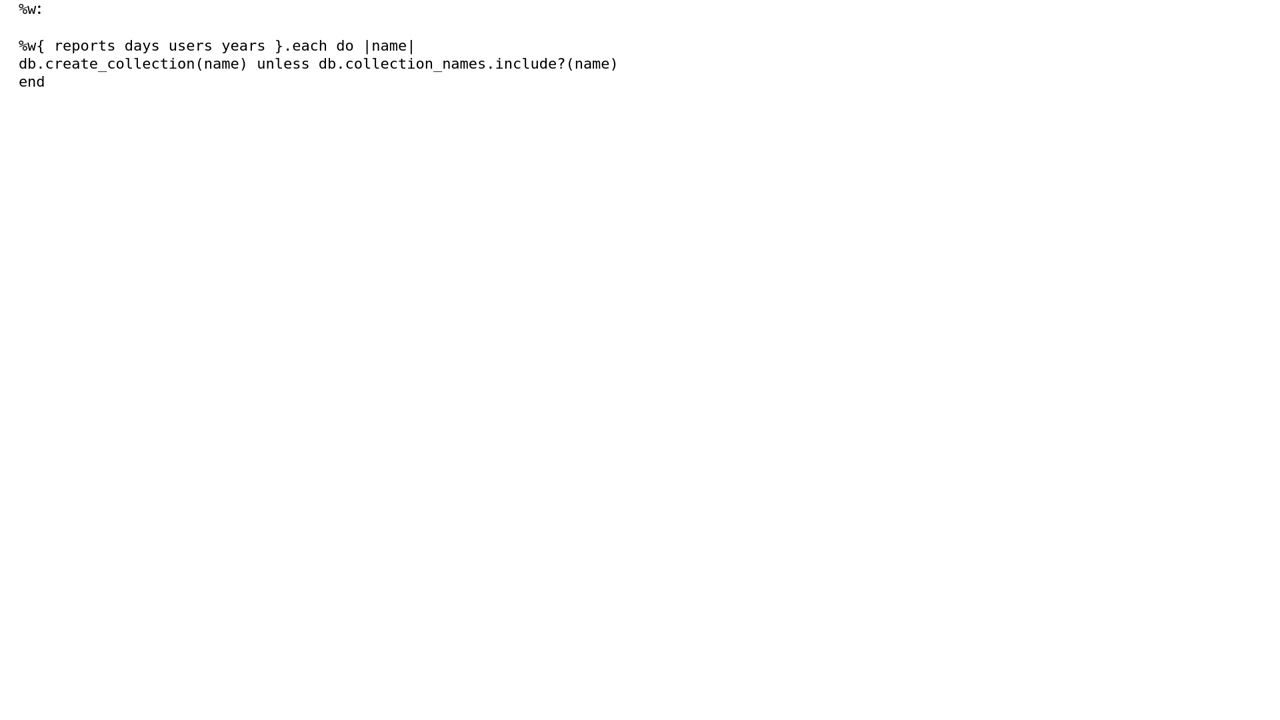 %w:
%w{ reports days users years }.each do |name|
db.create_collection(name) unless db.collection_names.include?(name)
end